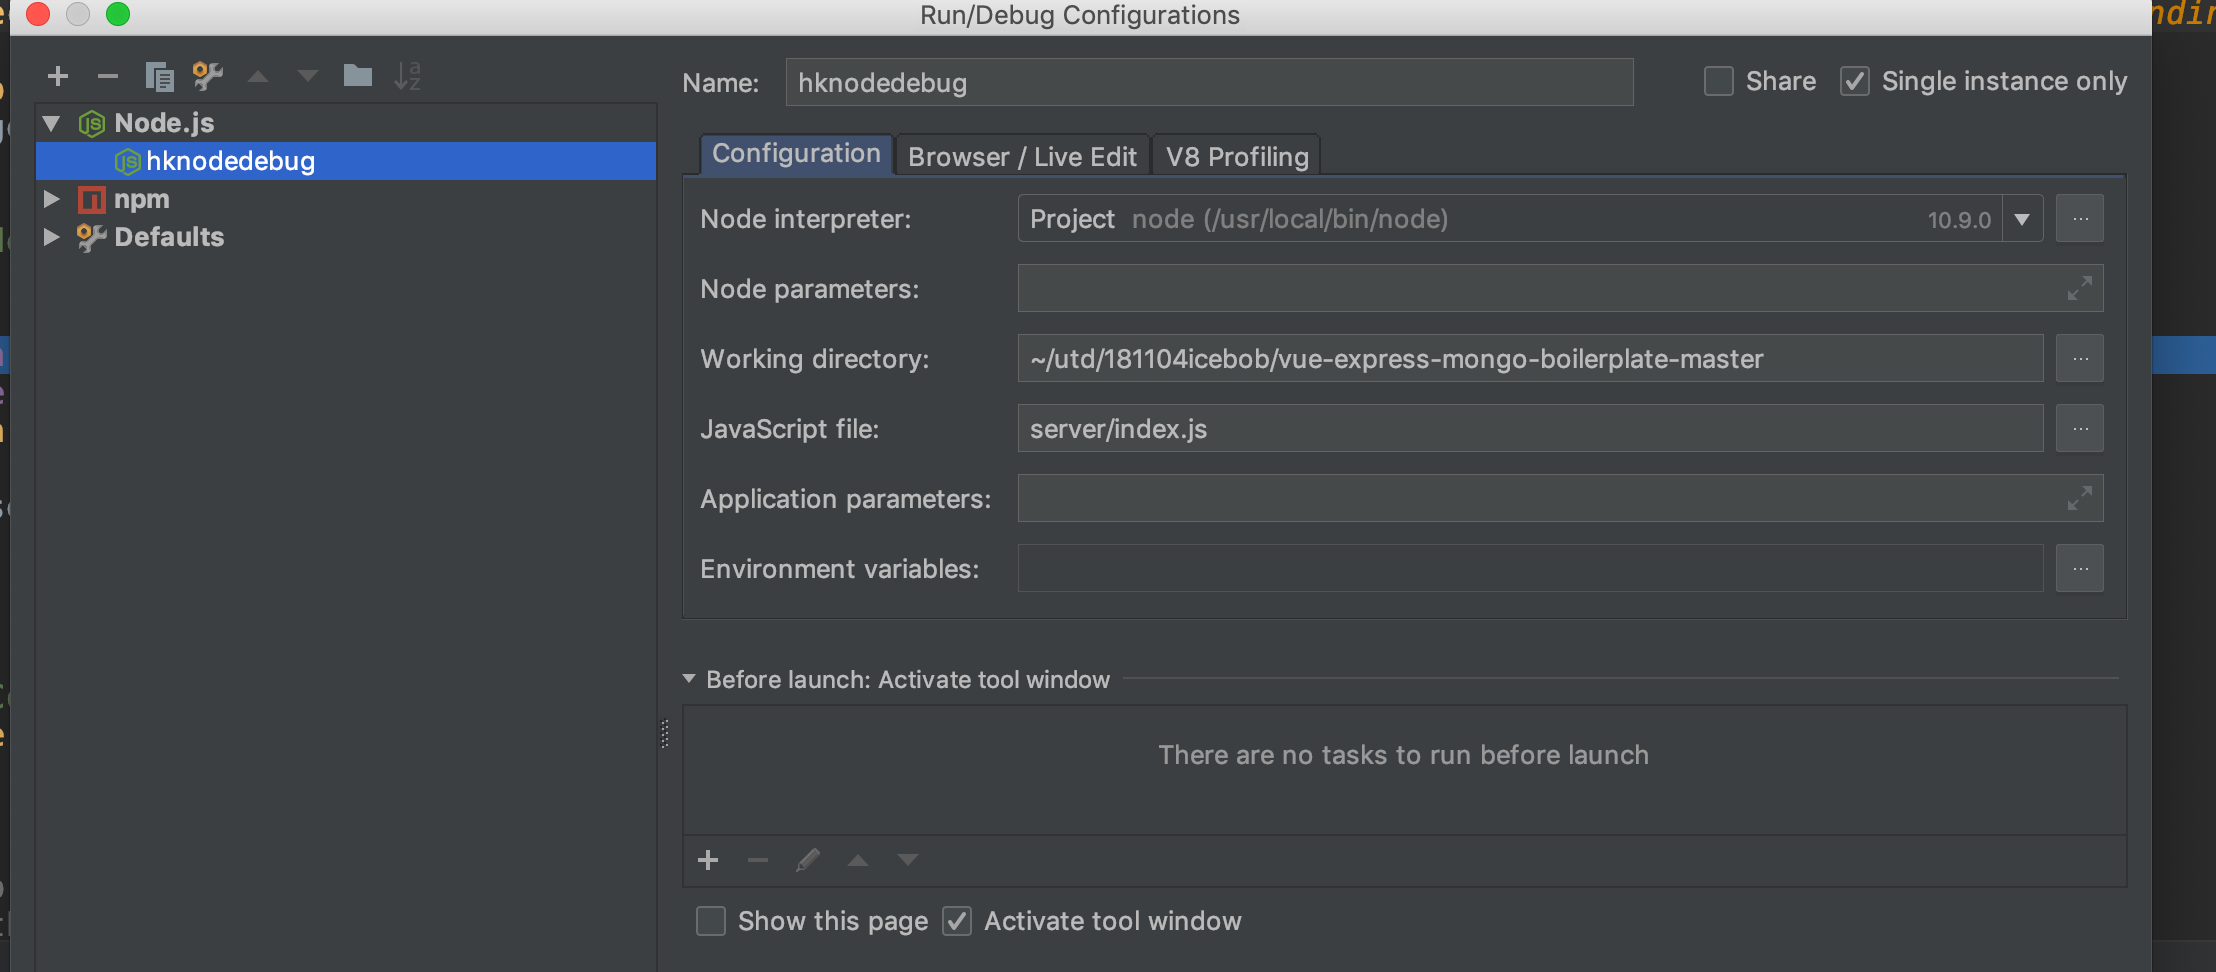 Run/Debug Configurations
ndin
Name: hknodedebug Share Single instance only
Node.js
hknodedebug
npm
Defaults
Configuration Browser / Live Edit V8 Profiling
Node interpreter: Project node (/usr/local/bin/node) 10.9.0 ...
Node parameters:
Working directory: ~/utd/181104icebob/vue-express-mongo-boilerplate-master ...
JavaScript file: server/index.js ...
Application parameters:
Environment variables: ...
Before launch: Activate tool window
There are no tasks to run before launch
Show this page Activate tool window